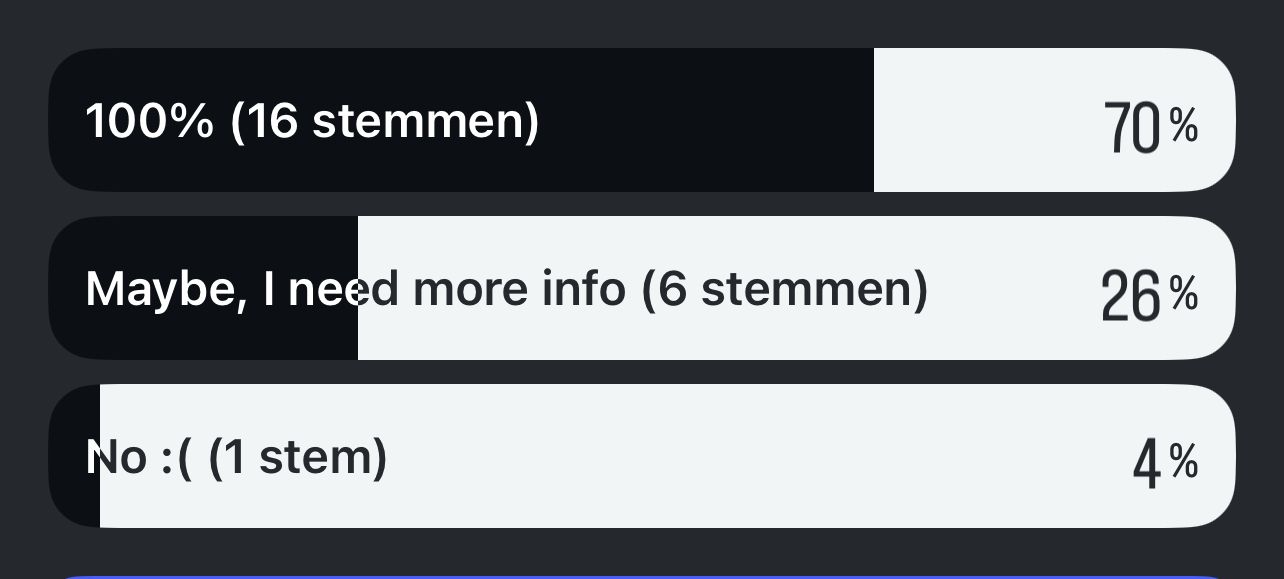 100% (16 stemmen) 70%
Maybe, I need more info (6 stemmen) 26%
No :( (1 stem) 4%